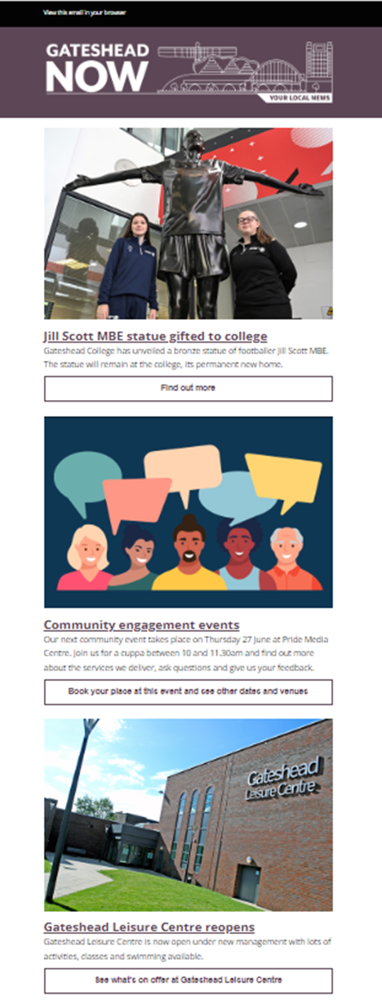 View this email in your browser
GATESHEAD
NOW
YOUR LOCAL NEWS
Jill Scott MBE statue gifted to college
Gateshead College has unveiled a bronze statue of footballer Jill Scott MBE.
The statue will remain at the college, its permanent new home.
Find out more
Community engagement events
Our next community event takes place on Thursday 27 June at Pride Media
Centre. Join us for a cuppa between 10 and 11.30am and find out more
about the services we deliver, ask questions and give us your feedback.
Book your place at this event and see other dates and venues
Gateshead
Leisure Centre
Gateshead Leisure Centre reopens
Gateshead Leisure Centre is now open under new management with lots of
activities, classes and swimming available.
See what's on offer at Gateshead Leisure Centre